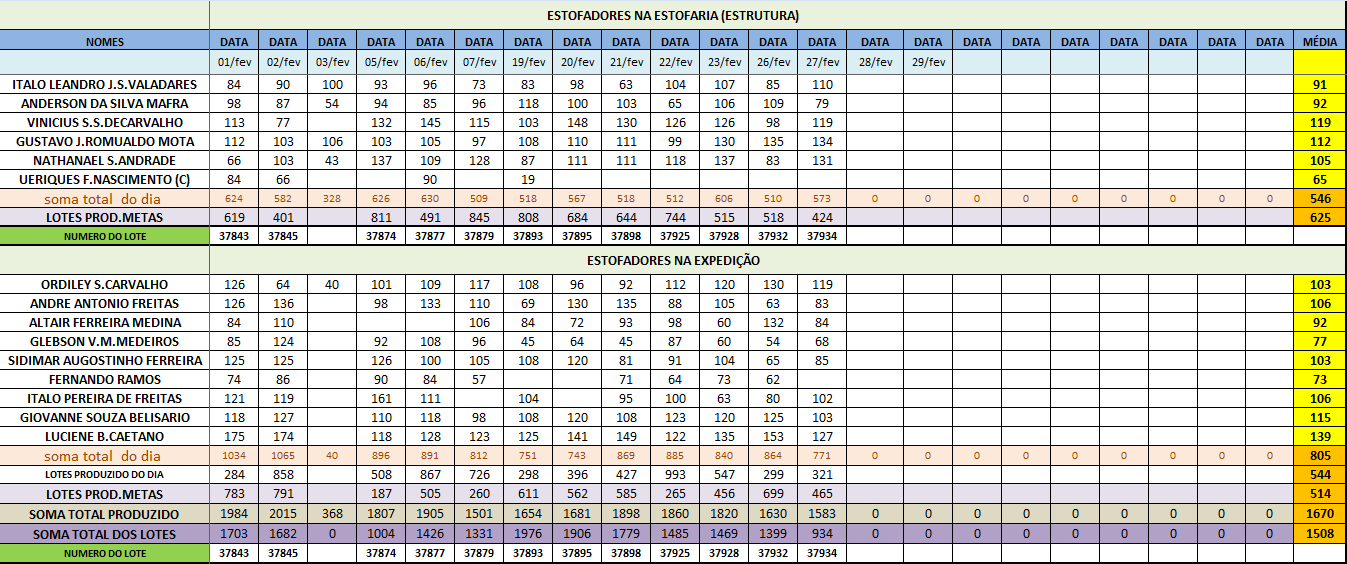 ESTOFADORES NA ESTOFARIA (ESTRUTURA)
NOMES DATA DATA DATA DATA DATA DATA DATA DATA DATA DATA DATA DATA DATA DATA DATA DATA DATA DATA DATA DATA DATA DATA MÉDIA
01/fev 02/fev 03/fev 05/fev 06/fev 07/fev 19/fev 20/fev 21/fev 22/fev 23/fev 26/fev 27/fev 28/fev 29/fev
ITALO LEANDRO J.S.VALADARES 84 90 100 93 96 73 83 98 63 104 107 85 110 91
ANDERSON DA SILVA MAFRA 98 87 54 94 85 96 118 100 103 65 106 109 79 92
VINICIUS S.S.DECARVALHO 113 77 132 145 115 103 148 130 126 126 98 119 119
GUSTAVO J.ROMUALDO MOTA 112 103 106 103 105 97 108 110 111 99 130 135 134 112
NATHANAEL S.ANDRADE 66 103 43 137 109 128 87 111 111 118 137 83 131 105
UERIQUES F.NASCIMENTO (C) 84 66 90 19 65
soma total do dia 624 582 328 626 630 509 518 567 518 512 606 510 573 0 0 0 0 0 0 0 0 0 546
LOTES PROD.METAS 619 401 811 491 845 808 684 644 744 515 518 424 625
NUMERO DO LOTE 37843 37845 37874 37877 37879 37893 37895 37898 37925 37928 37932 37934
ESTOFADORES NA EXPEDIÇÃO
ORDILEY S.CARVALHO 126 64 40 101 109 117 108 96 92 112 120 130 119 103
ANDRE ANTONIO FREITAS 126 136 98 133 110 69 130 135 88 105 63 83 106
ALTAIR FERREIRA MEDINA 84 110 106 84 72 93 98 60 132 84 92
GLEBSON V.M.MEDEIROS 85 124 92 108 96 45 64 45 87 60 54 68 77
SIDIMAR AUGOSTINHO FERREIRA 125 125 126 100 105 108 120 81 91 104 65 85 103
FERNANDO RAMOS 74 86 90 84 57 71 64 73 62 73
ITALO PEREIRA DE FREITAS 121 119 161 111 104 95 100 63 80 102 106
GIOVANNE SOUZA BELISARIO 118 127 110 118 98 108 120 108 123 120 125 103 115
LUCIENE B.CAETANO 175 174 118 128 123 125 141 149 122 135 153 127 139
soma total do dia 1034 1065 40 896 891 812 751 743 869 885 840 864 771 0 0 0 0 0 0 0 0 0 805
LOTES PRODUZIDO DO DIA 284 858 508 867 726 298 396 427 993 547 299 321 544
LOTES PROD.METAS 783 791 187 505 260 611 562 585 265 456 699 465 514
SOMA TOTAL PRODUZIDO 1984 2015 368 1807 1905 1501 1654 1681 1898 1860 1820 1630 1583 0 0 0 0 0 0 0 0 0 1670
SOMA TOTAL DOS LOTES 1703 1682 0 1004 1426 1331 1976 1906 1779 1485 1469 1399 934 0 0 0 0 0 0 0 0 0 1508
NUMERO DO LOTE 37843 37845 37874 37877 37879 37893 37895 37898 37925 37928 37932 37934